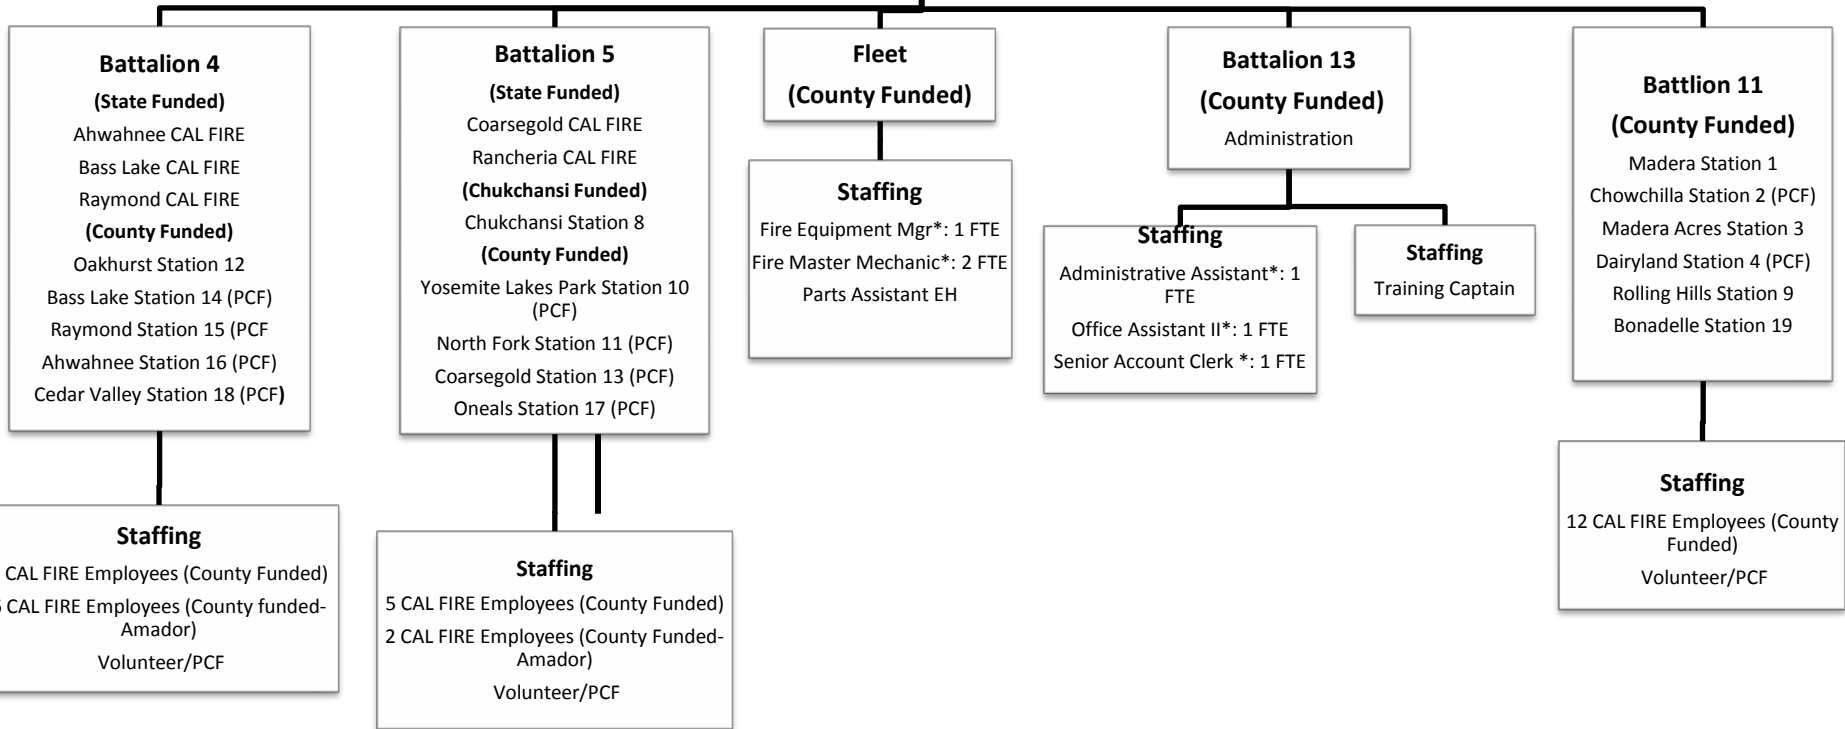 Battalion 4
(State Funded)
Ahwahnee CAL FIRE
Bass Lake CAL FIRE
Raymond CAL FIRE
(County Funded)
Oakhurst Station 12
Bass Lake Station 14 (PCF)
Raymond Station 15 (PCF
Ahwahnee Station 16 (PCF)
Cedar Valley Station 18 (PCF)
Staffing
CAL FIRE Employees (County Funded)
CAL FIRE Employees (County funded-
Amador)
Volunteer/PCF
Battalion 5
(State Funded)
Coarsegold CAL FIRE
Rancheria CAL FIRE
(Chukchansi Funded)
Chukchansi Station 8
(County Funded)
Yosemite Lakes Park Station 10
(PCF)
North Fork Station 11 (PCF)
Coarsegold Station 13 (PCF)
Oneals Station 17 (PCF)
Staffing
5 CAL FIRE Employees (County Funded)
2 CAL FIRE Employees (County Funded-
Amador)
Volunteer/PCF
Fleet
(County Funded)
Staffing
Fire Equipment Mgr*: 1 FTE
Fire Master Mechanic*: 2 FTE
Parts Assistant EH
Battalion 13
(County Funded)
Administration
Staffing
Administrative Assistant*: 1
FTE
Office Assistant II*: 1 FTE
Senior Account Clerk *: 1 FTE
Staffing
Training Captain
Battlion 11
(County Funded)
Madera Station 1
Chowchilla Station 2 (PCF)
Madera Acres Station 3
Dairyland Station 4 (PCF)
Rolling Hills Station 9
Bonadelle Station 19
Staffing
12 CAL FIRE Employees (County
Funded)
Volunteer/PCF